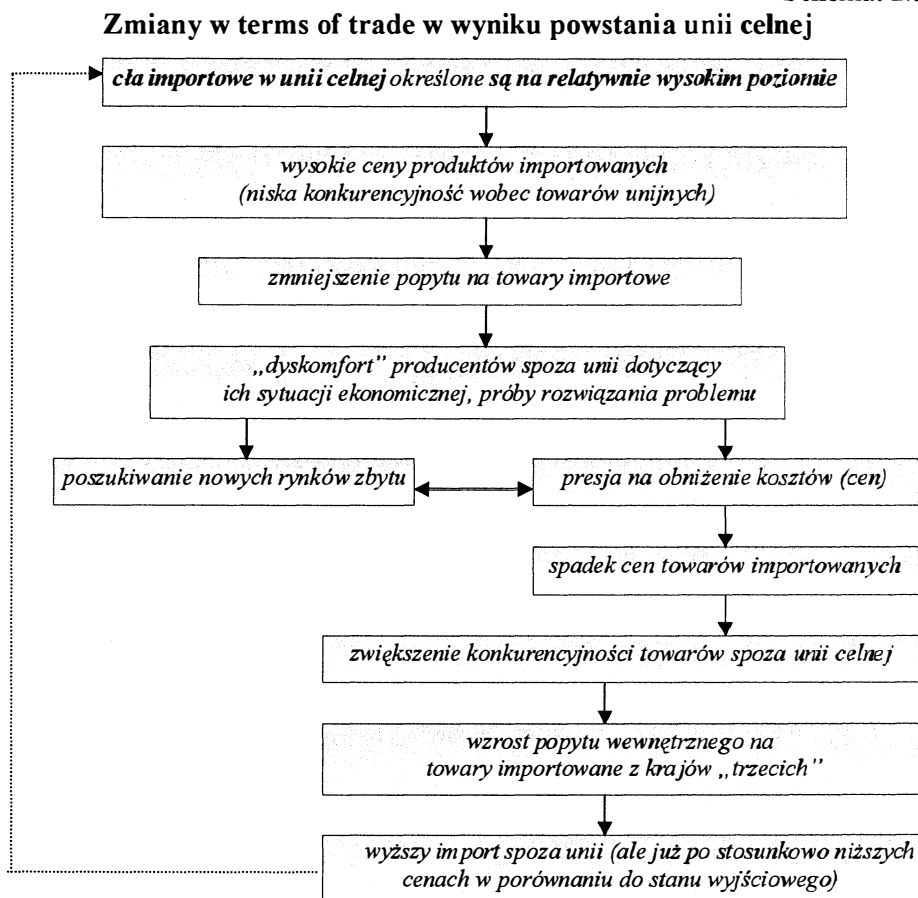 Zmiany w terms of trade w wyniku powstania unii celnej
cła importowe w unii celnej określone są na relatywnie wysokim poziomie
wysokie ceny produktów importowanych
(niska konkurencyjność wobec towarów unijnych)
zmniejszenie popytu na towary importowe
„dyskomfort” producentów spoza unii dotyczący
ich sytuacji ekonomicznej, próby rozwiązania problemu
poszukiwanie nowych rynków zbytu
presja na obniżenie kosztów (cen)
spadek cen towarów importowanych
zwiększenie konkurencyjności towarów spoza unii celnej
wzrost popytu wewnętrznego na
towary importowane z krajów „trzecich”
wyższy import spoza unii (ale już po stosunkowo niższych
cenach w porównaniu do stanu wyjściowego)